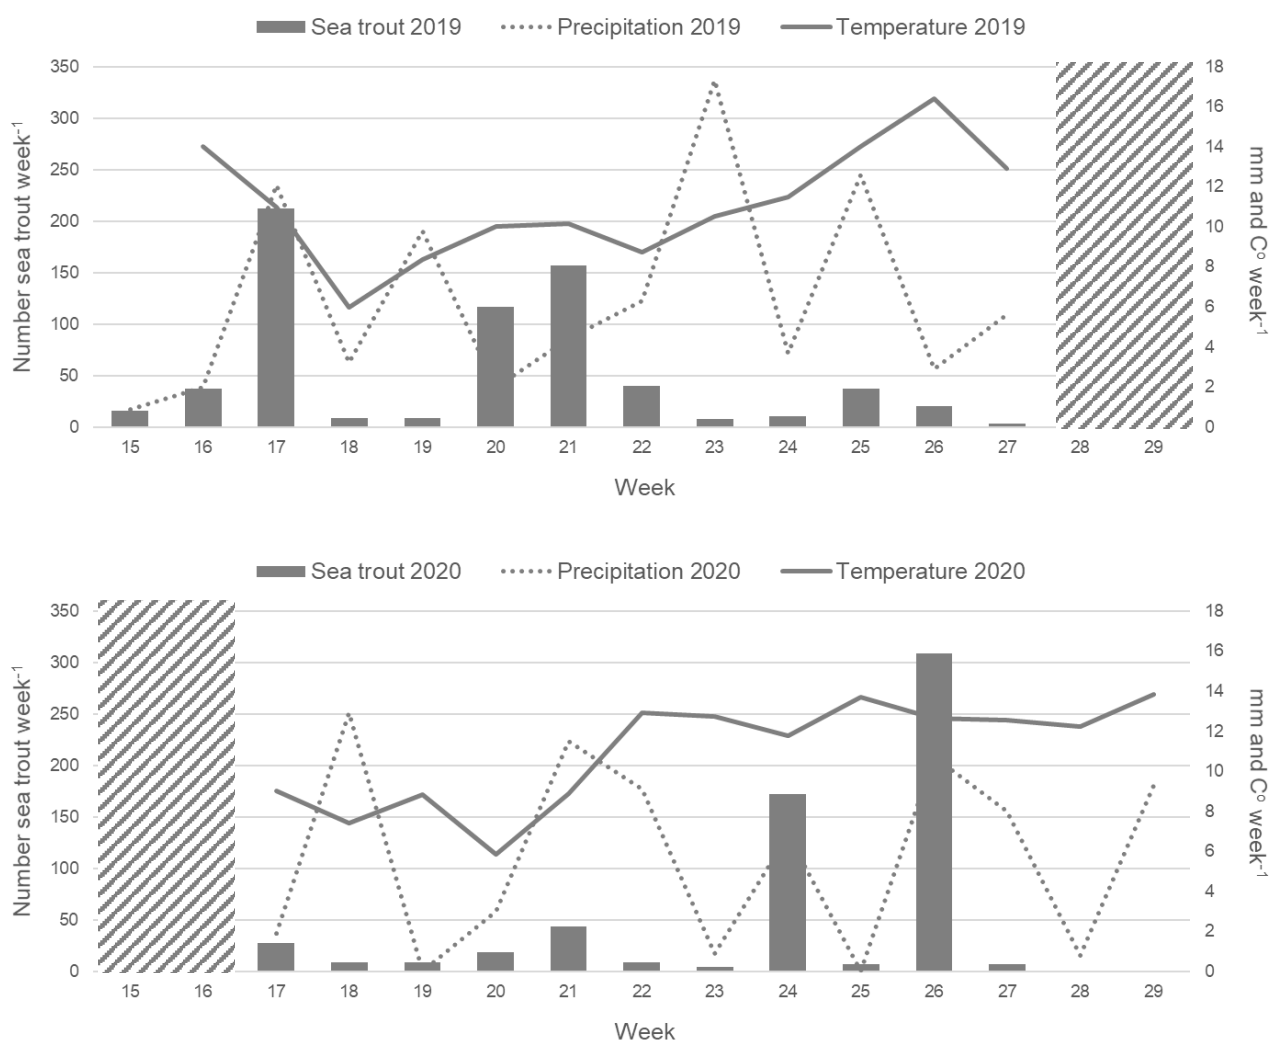 Sea trout 2019 Precipitation 2019 Temperature 2019
Number sea trout week⁻¹
350 18
300 16
250 14
200 12
150 10
100 8
50 6
0 4
2
0
mm and Cº week⁻¹
15 16 17 18 19 20 21 22 23 24 25 26 27 28 29
Week
Sea trout 2020 Precipitation 2020 Temperature 2020
Number sea trout week⁻¹
350 18
300 16
250 14
200 12
150 10
100 8
50 6
0 4
2
0
mm and Cº week⁻¹
15 16 17 18 19 20 21 22 23 24 25 26 27 28 29
Week